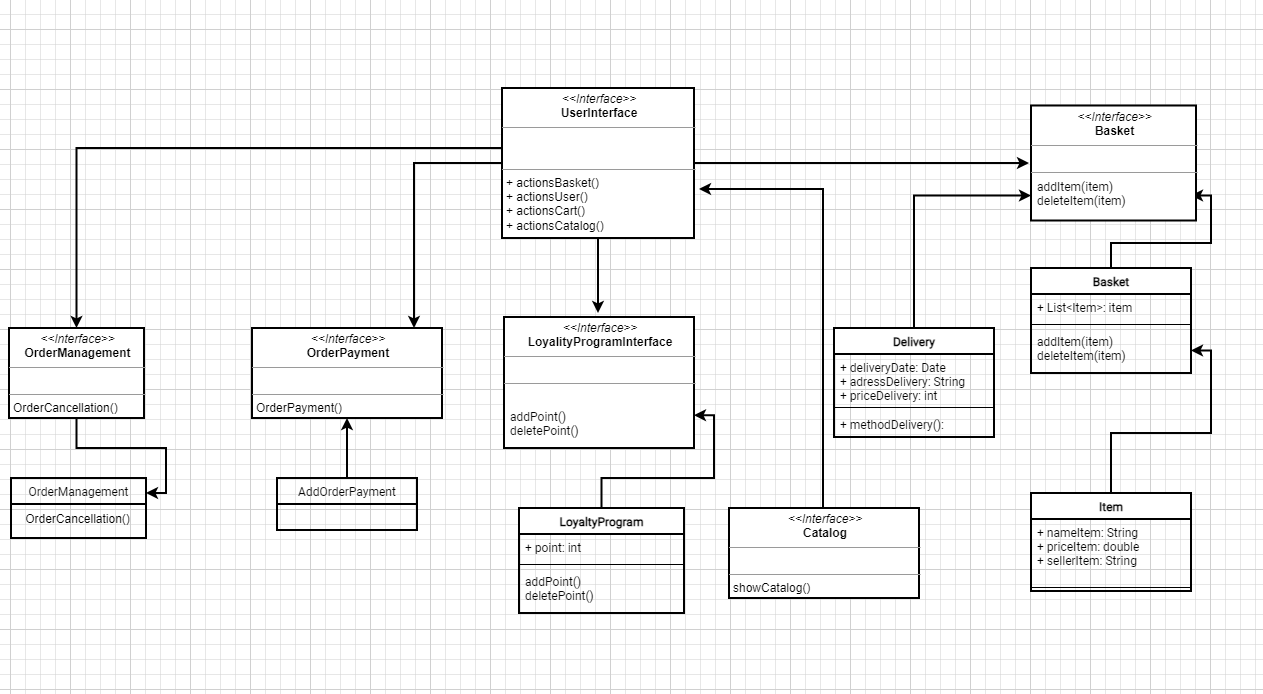 <<Interface>>
UserInterface
+ actionsBasket()
+ actionsUser()
+ actionsCart()
+ actionsCatalog()
<<Interface>>
Basket
addItem(item)
deleteItem(item)
Basket
+ List<Item>: item
addItem(item)
deleteItem(item)
<<Interface>>
OrderManagement
OrderCancellation()
<<Interface>>
OrderPayment
OrderPayment()
<<Interface>>
LoyalityProgramInterface
addPoint()
deletePoint()
Delivery
+ deliveryDate: Date
+ adressDelivery: String
+ priceDelivery: int
+ methodDelivery():
OrderManagement
OrderCancellation()
AddOrderPayment
LoyaltyProgram
+ point: int
addPoint()
deletePoint()
<<Interface>>
Catalog
showCatalog()
Item
+ nameItem: String
+ priceItem: double
+ sellerItem: String